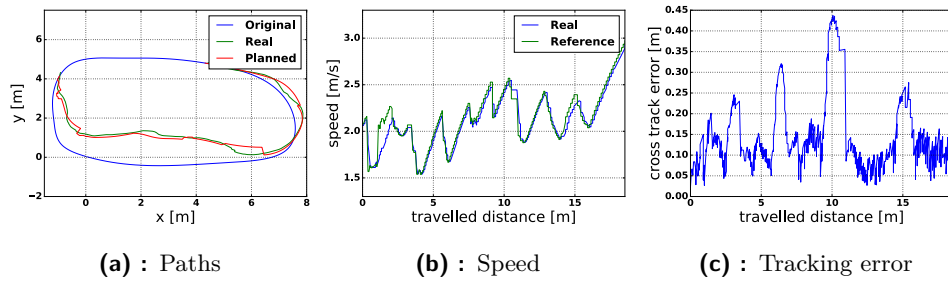 Original
Real
Planned
6
4
2
0
−2
0
2
4
6
8
y [m]
x [m]
(a) : Paths
Real
Reference
3.0
2.5
2.0
1.5
0
5
10
15
speed [m/s]
travelled distance [m]
(b) : Speed
0.45
0.40
0.35
0.30
0.25
0.20
0.15
0.10
0.05
0.00
0
5
10
15
cross track error [m]
travelled distance [m]
(c) : Tracking error